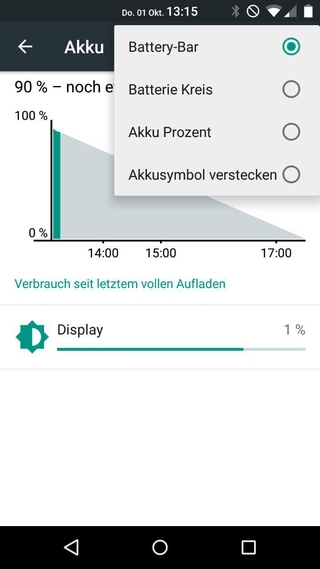 Do. 01 Okt. 13:15
Akku
Battery-Bar
Batterie Kreis
Akku Prozent
Akkusymbol verstecken
90 % – noch
100 %
0 %
14:00 15:00 17:00
Verbrauch seit letztem vollen Aufladen
Display 1 %